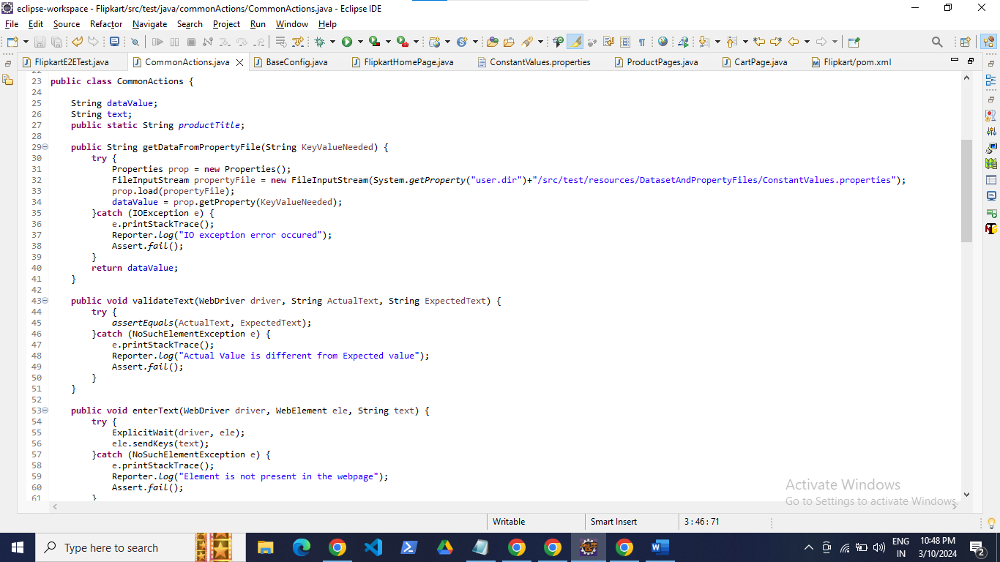 eclipse-workspace - Flipkart/src/test/java/commonActions/CommonActions.java - Eclipse IDE
File Edit Source Refactor Navigate Search Project Run Window Help
FlipkartE2ETest.java CommonActions.java BaseConfig.java FlipkartHomePage.java ConstantValues.properties ProductPages.java CartPage.java Flipkart/pom.xml
22
23 public class CommonActions {
24
25 String dataValue;
26 String text;
27 public static String productTitle;
28
29 public String getDataFromPropertyFile(String KeyValueNeeded) {
30 try {
31 Properties prop = new Properties();
32 FileInputStream propertyFile = new FileInputStream(System.getProperty("user.dir")+"/src/test/resources/DatasetAndPropertyFiles/ConstantValues.properties");
33 prop.load(propertyFile);
34 dataValue = prop.getProperty(KeyValueNeeded);
35 }catch (IOException e) {
36 e.printStackTrace();
37 Reporter.log("IO exception error occured");
38 Assert.fail();
39 }
40 return dataValue;
41 }
42
43 public void validateText(WebDriver driver, String ActualText, String ExpectedText) {
44 try {
45 assertEquals(ActualText, ExpectedText);
46 }catch (NoSuchElementException e) {
47 e.printStackTrace();
48 Reporter.log("Actual Value is different from Expected value");
49 Assert.fail();
50 }
51 }
52
53 public void enterText(WebDriver driver, WebElement ele, String text) {
54 try {
55 ExplicitWait(driver, ele);
56 ele.sendKeys(text);
57 }catch (NoSuchElementException e) {
58 e.printStackTrace();
59 Reporter.log("Element is not present in the webpage");
60 Assert.fail();
61 }
Activate Windows
Go to Settings to activate Windows.
Writable Smart Insert 3 : 46 : 71
Type here to search
ENG
IN
10:48 PM
3/10/2024
2